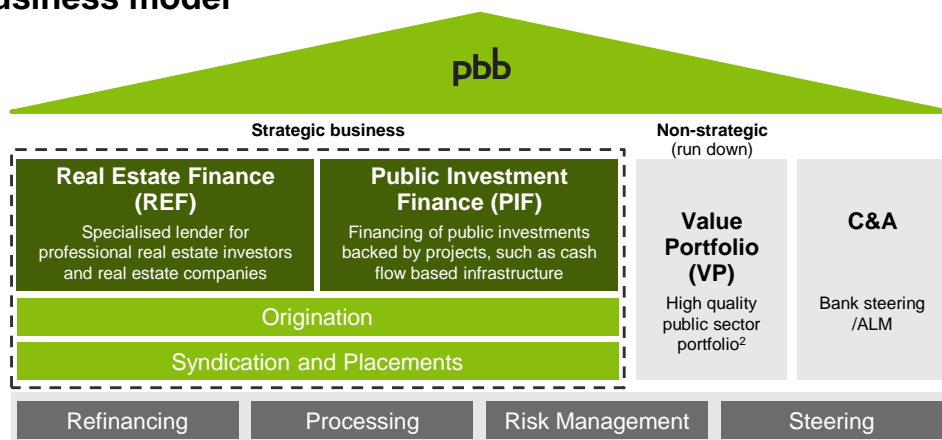 usiness model
pbb
Strategic business
Non-strategic
(run down)
Real Estate Finance
(REF)
Specialised lender for
professional real estate investors
and real estate companies
Public Investment
Finance (PIF)
Financing of public investments
backed by projects, such as cash
flow based infrastructure
Origination
Syndication and Placements
Value
Portfolio
(VP)
High quality
public sector
portfolio²
C&A
Bank steering
/ALM
Refinancing
Processing
Risk Management
Steering